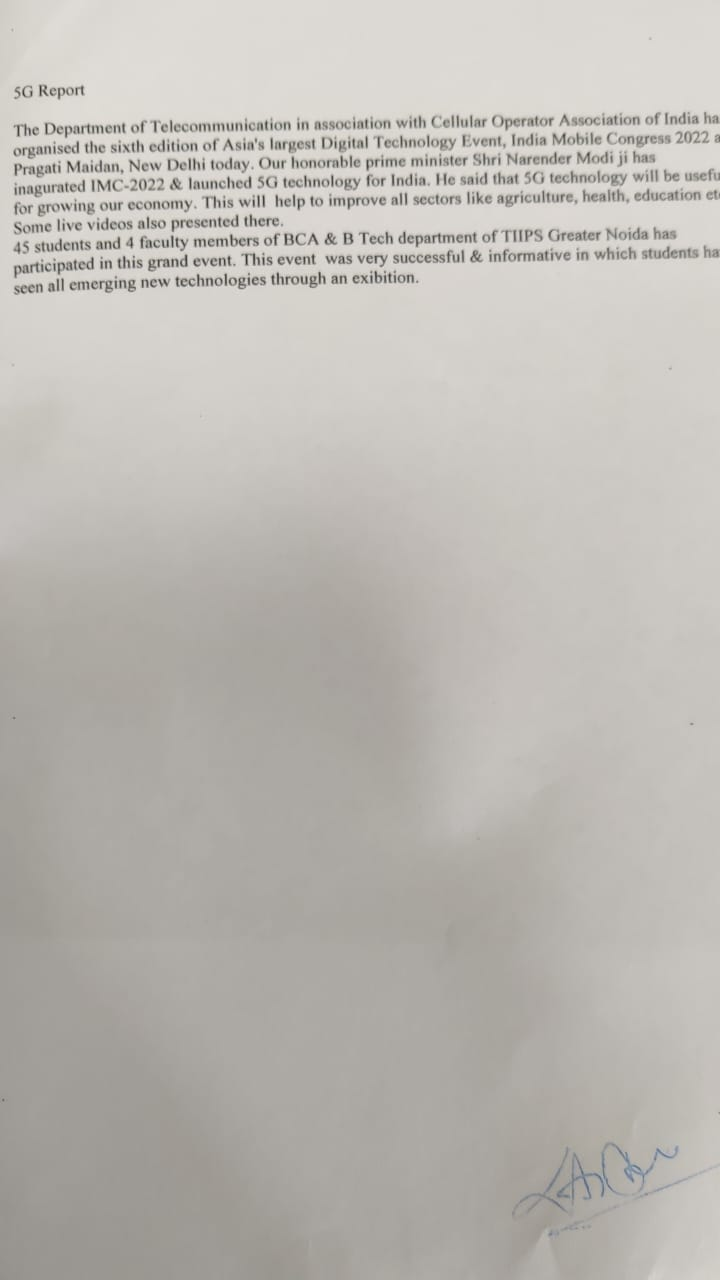 5G Report
The Department of Telecommunication in association with Cellular Operator Association of India ha
organised the sixth edition of Asia's largest Digital Technology Event, India Mobile Congress 2022 a
Pragati Maidan, New Delhi today. Our honorable prime minister Shri Narender Modi ji has
inagurated IMC-2022 & launched 5G technology for India. He said that 5G technology will be usefu
for growing our economy. This will help to improve all sectors like agriculture, health, education et
Some live videos also presented there.
45 students and 4 faculty members of BCA & B Tech department of TIIPS Greater Noida has
participated in this grand event. This event was very successful & informative in which students ha
seen all emerging new technologies through an exibition.